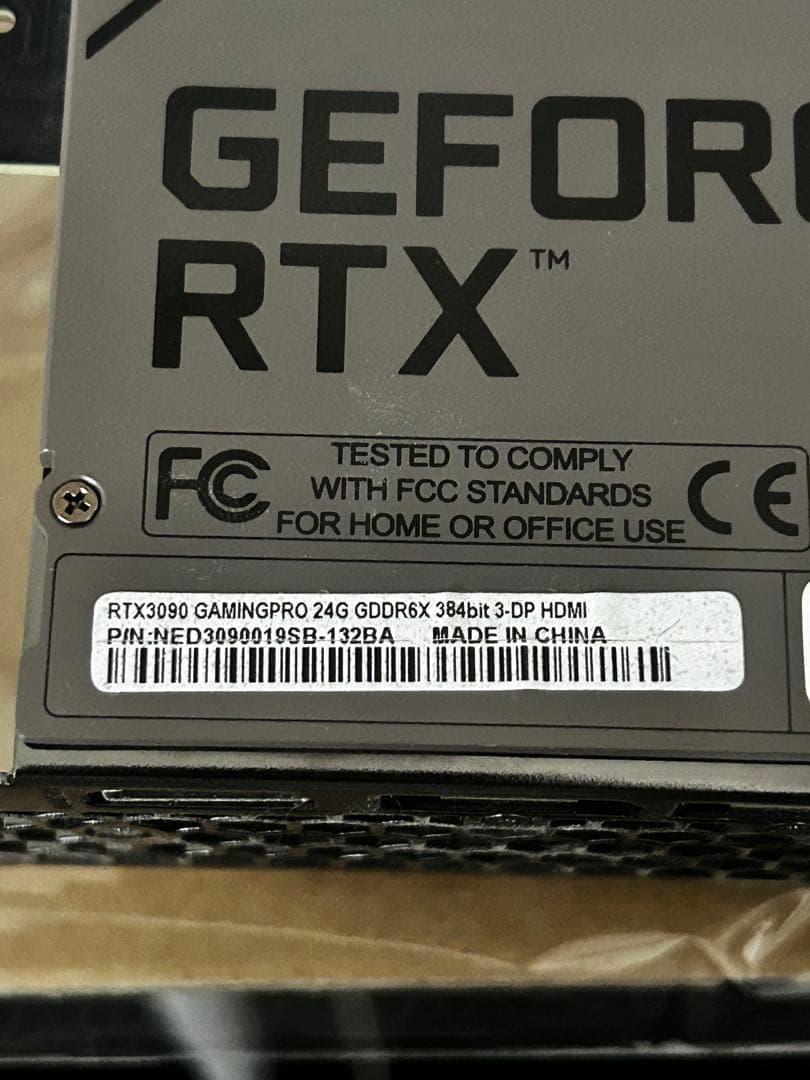 GEFORC
RTX™
FC TESTED TO COMPLY
WITH FCC STANDARDS
FOR HOME OR OFFICE USE
CE
RTX3090 GAMINGPRO 24G GDDR6X 384bit 3-DP HDMI
P/N:NED3090019SB-132BA MADE IN CHINA